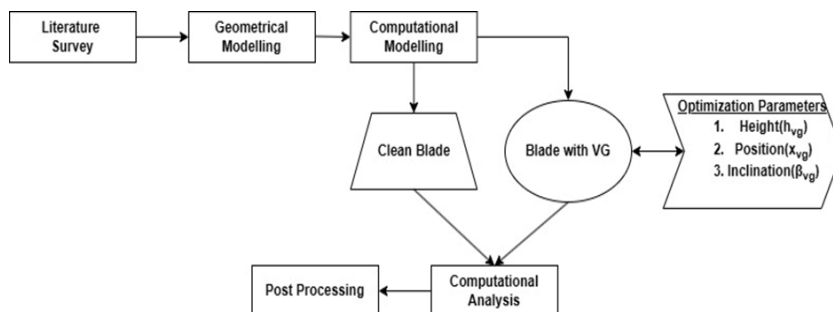 Literature
Survey
Geometrical
Modelling
Computational
Modelling
Clean Blade
Blade with VG
Optimization Parameters
1. Height(hvg)
2. Position(xvg)
3. Inclination(βvg)
Post Processing
Computational
Analysis